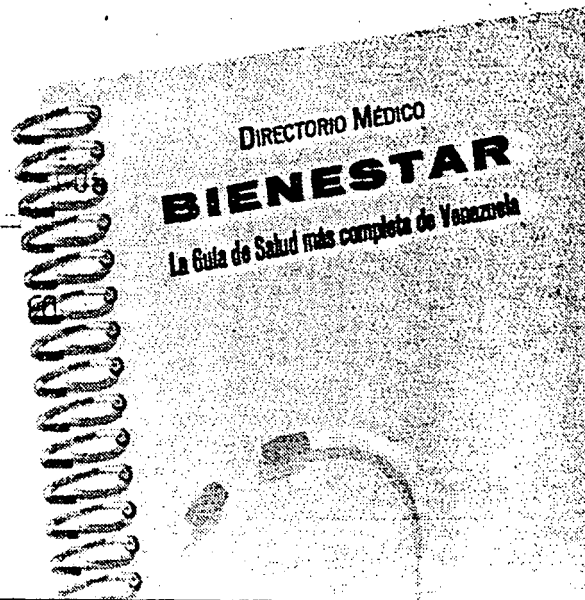 DIRECTORIO MÉDICO
BIENESTAR
La Guía de Salud más completa de Venezuela